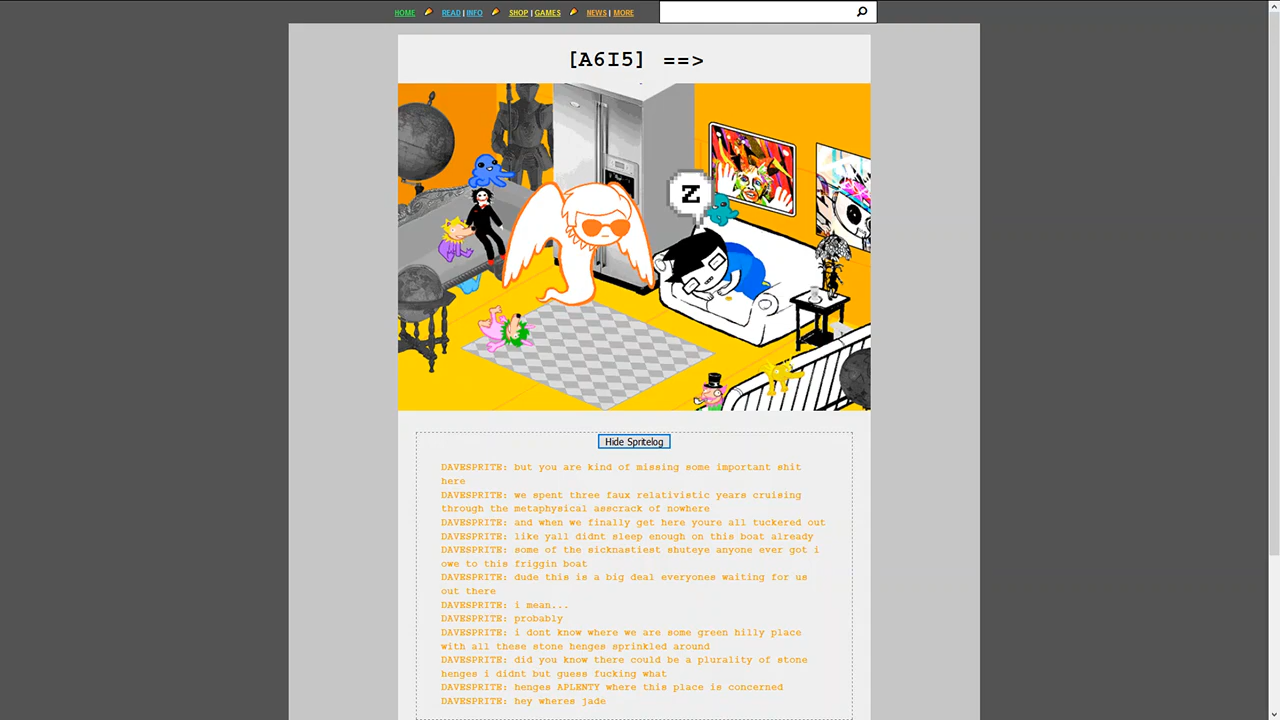 HOME READ | INFO SHOP | GAMES NEWS | MORE
[A6I5] ==>
Z
Hide Spritelog
DAVESPRITE: but you are kind of missing some important shit
here
DAVESPRITE: we spent three faux relativistic years cruising
through the metaphysical asscrack of nowhere
DAVESPRITE: and when we finally get here youre all tuckered out
DAVESPRITE: like yall didnt sleep enough on this boat already
DAVESPRITE: some of the sicknastiest shuteye anyone ever got i
owe to this friggin boat
DAVESPRITE: dude this is a big deal everyones waiting for us
out there
DAVESPRITE: i mean...
DAVESPRITE: probably
DAVESPRITE: i dont know where we are some green hilly place
with all these stone henges sprinkled around
DAVESPRITE: did you know there could be a plurality of stone
henges i didnt but guess fucking what
DAVESPRITE: henges APLENTY where this place is concerned
DAVESPRITE: hey wheres jade